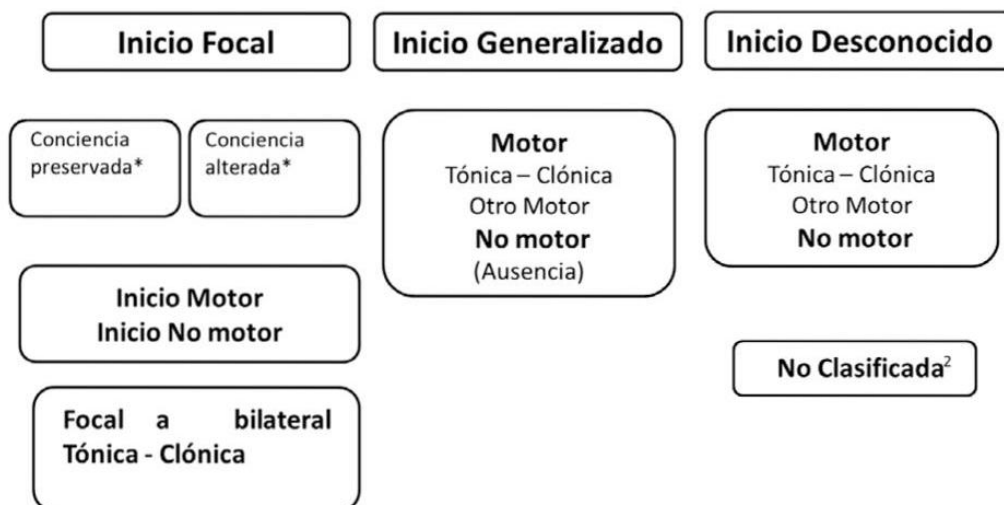 Inicio Focal
Inicio Generalizado
Inicio Desconocido
Conciencia
preservada*
Conciencia
alterada*
Inicio Motor
Inicio No motor
Focal a bilateral
Tónica - Clónica
Motor
Tónica – Clónica
Otro Motor
No motor
(Ausencia)
Motor
Tónica – Clónica
Otro Motor
No motor
No Clasificada²